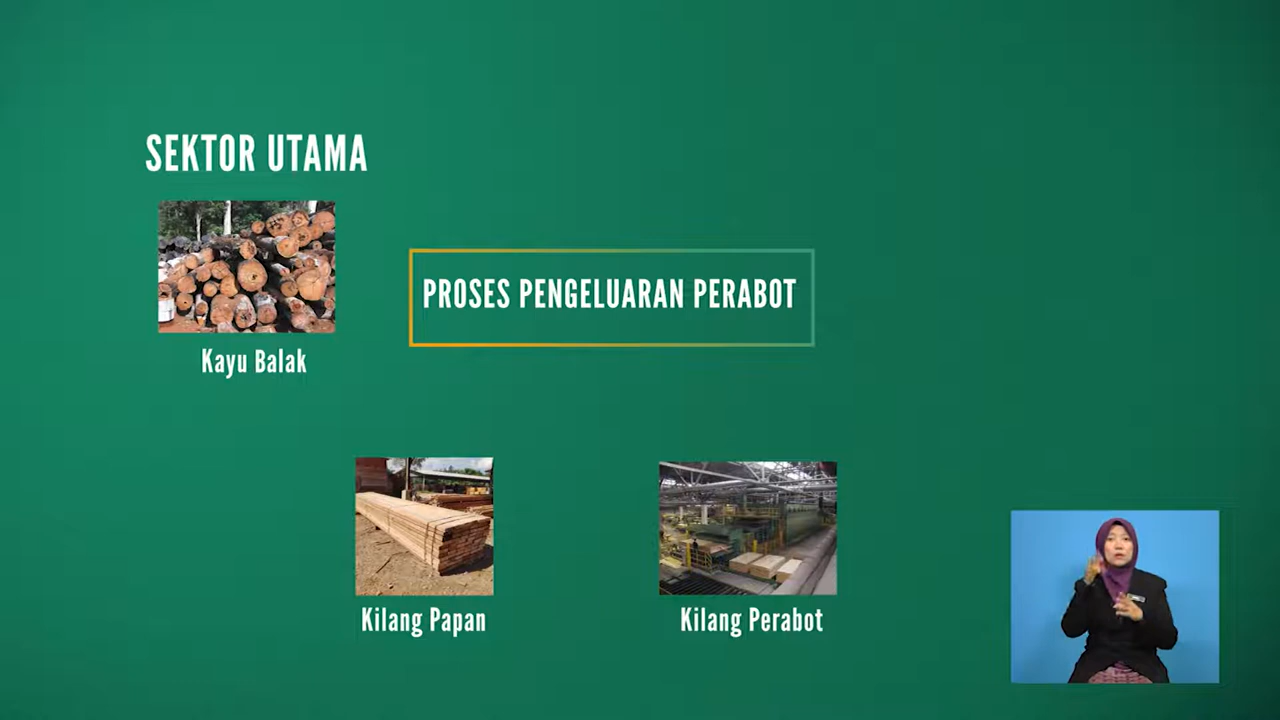 SEKTOR UTAMA
PROSES PENGELUARAN PERABOT
Kayu Balak
Kilang Papan
Kilang Perabot